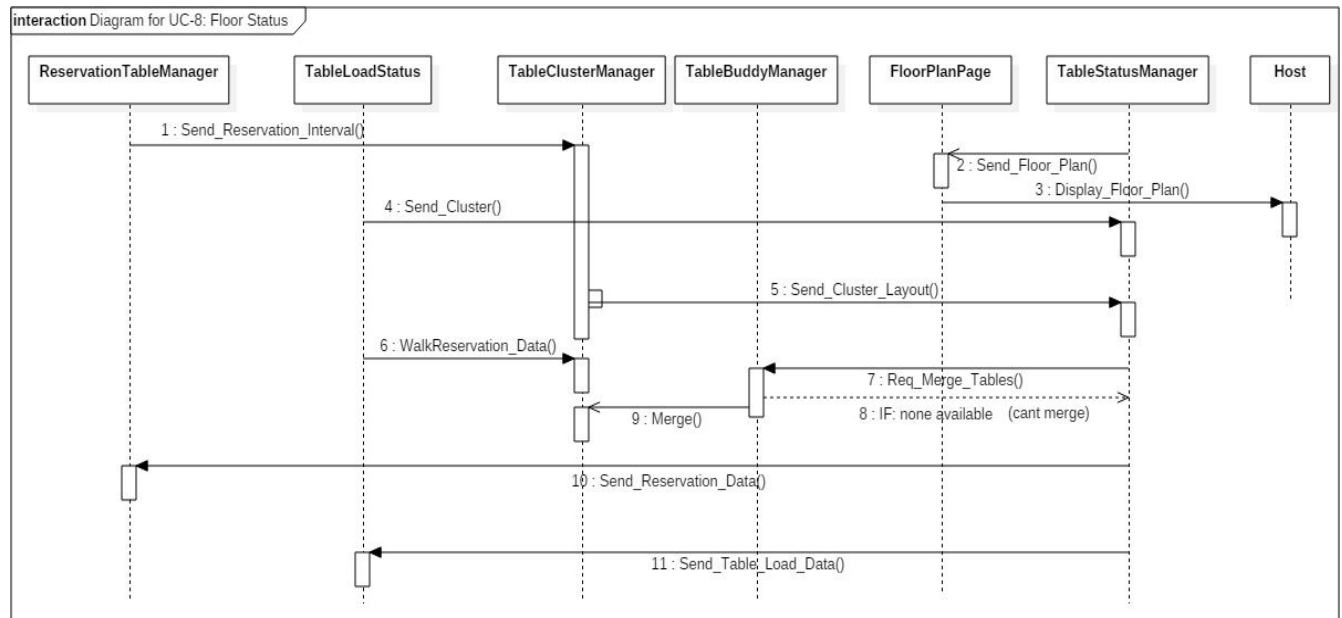 interaction Diagram for UC-8: Floor Status
ReservationTableManager
TableLoadStatus
TableClusterManager
TableBuddyManager
FloorPlanPage
TableStatusManager
Host
1 : Send_Reservation_Interval()
2 : Send_Floor_Plan()
3 : Display_Floor_Plan()
4 : Send_Cluster()
5 : Send_Cluster_Layout()
6 : WalkReservation_Data()
7 : Req_Merge_Tables()
8 : IF: none available (cant merge)
9 : Merge()
10 : Send_Reservation_Data()
11 : Send_Table_Load_Data()